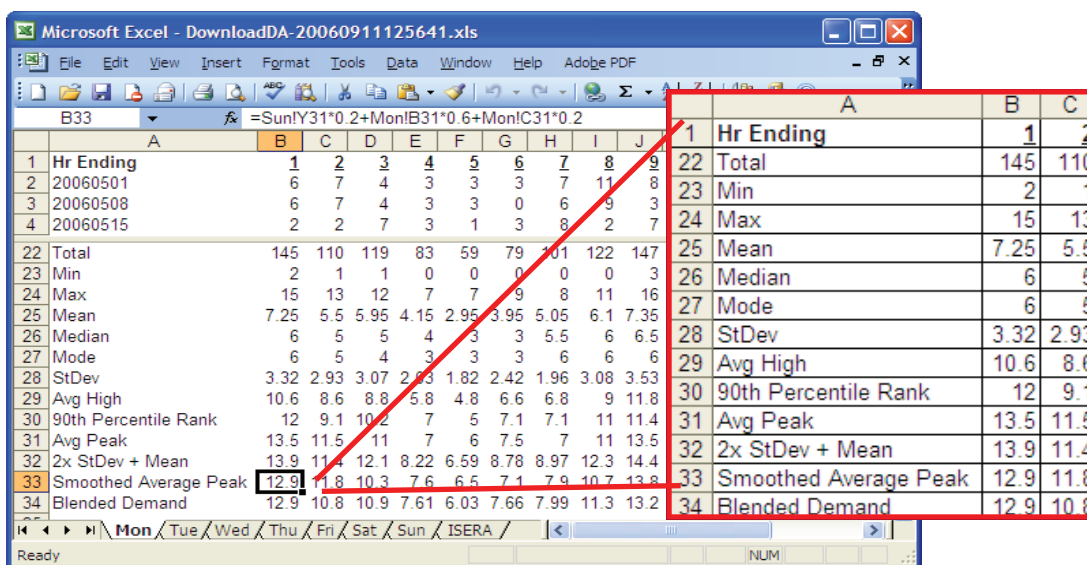 Microsoft Excel - DownloadDA-20060911125641.xls
File Edit View Insert Format Tools Data Window Help Adobe PDF
B33 fx =Sun!Y31*0.2+Mon!B31*0.6+Mon!C31*0.2
A B C D E F G H I J
1 Hr Ending 1 2 3 4 5 6 7 8 9
2 20060501 6 7 4 3 3 3 7 11 8
3 20060508 6 7 4 3 3 0 6 9 3
4 20060515 2 2 7 3 1 3 8 2 7
22 Total 145 110 119 83 59 79 101 122 147
23 Min 2 1 1 0 0 0 0 0 3
24 Max 15 13 12 7 7 9 8 11 16
25 Mean 7.25 5.5 5.95 4.15 2.95 3.95 5.05 6.1 7.35
26 Median 6 5 5 4 3 3 5.5 6 6.5
27 Mode 6 5 4 3 3 3 6 6 6
28 StDev 3.32 2.93 3.07 1.82 2.42 1.96 3.08 3.53
29 Avg High 10.6 8.6 8.8 5.8 4.8 6.6 6.8 9 11.8
30 90th Percentile Rank 12 9.1 10.2 7 5 7.1 7.1 11 11.4
31 Avg Peak 13.5 11.5 11 7 6 7.5 7 11 13.5
32 2x StDev + Mean 13.9 11.4 12.1 8.22 6.59 8.78 8.97 12.3 14.4
33 Smoothed Average Peak 12.9 11.8 10.3 7.6 6.5 7.1 7.9 10.7 13.8
34 Blended Demand 12.9 10.8 10.9 7.61 6.03 7.66 7.99 11.3 13.2
Mon Tue Wed Thu Fri Sat Sun ISERA
Ready NUM
A B C
1 Hr Ending 1 2
22 Total 145 110
23 Min 2
24 Max 15 13
25 Mean 7.25 5.5
26 Median 6 5
27 Mode 6 5
28 StDev 3.32 2.93
29 Avg High 10.6 8.6
30 90th Percentile Rank 12 9.1
31 Avg Peak 13.5 11.5
32 2x StDev + Mean 13.9 11.4
33 Smoothed Average Peak 12.9 11.8
34 Blended Demand 12.9 10.8